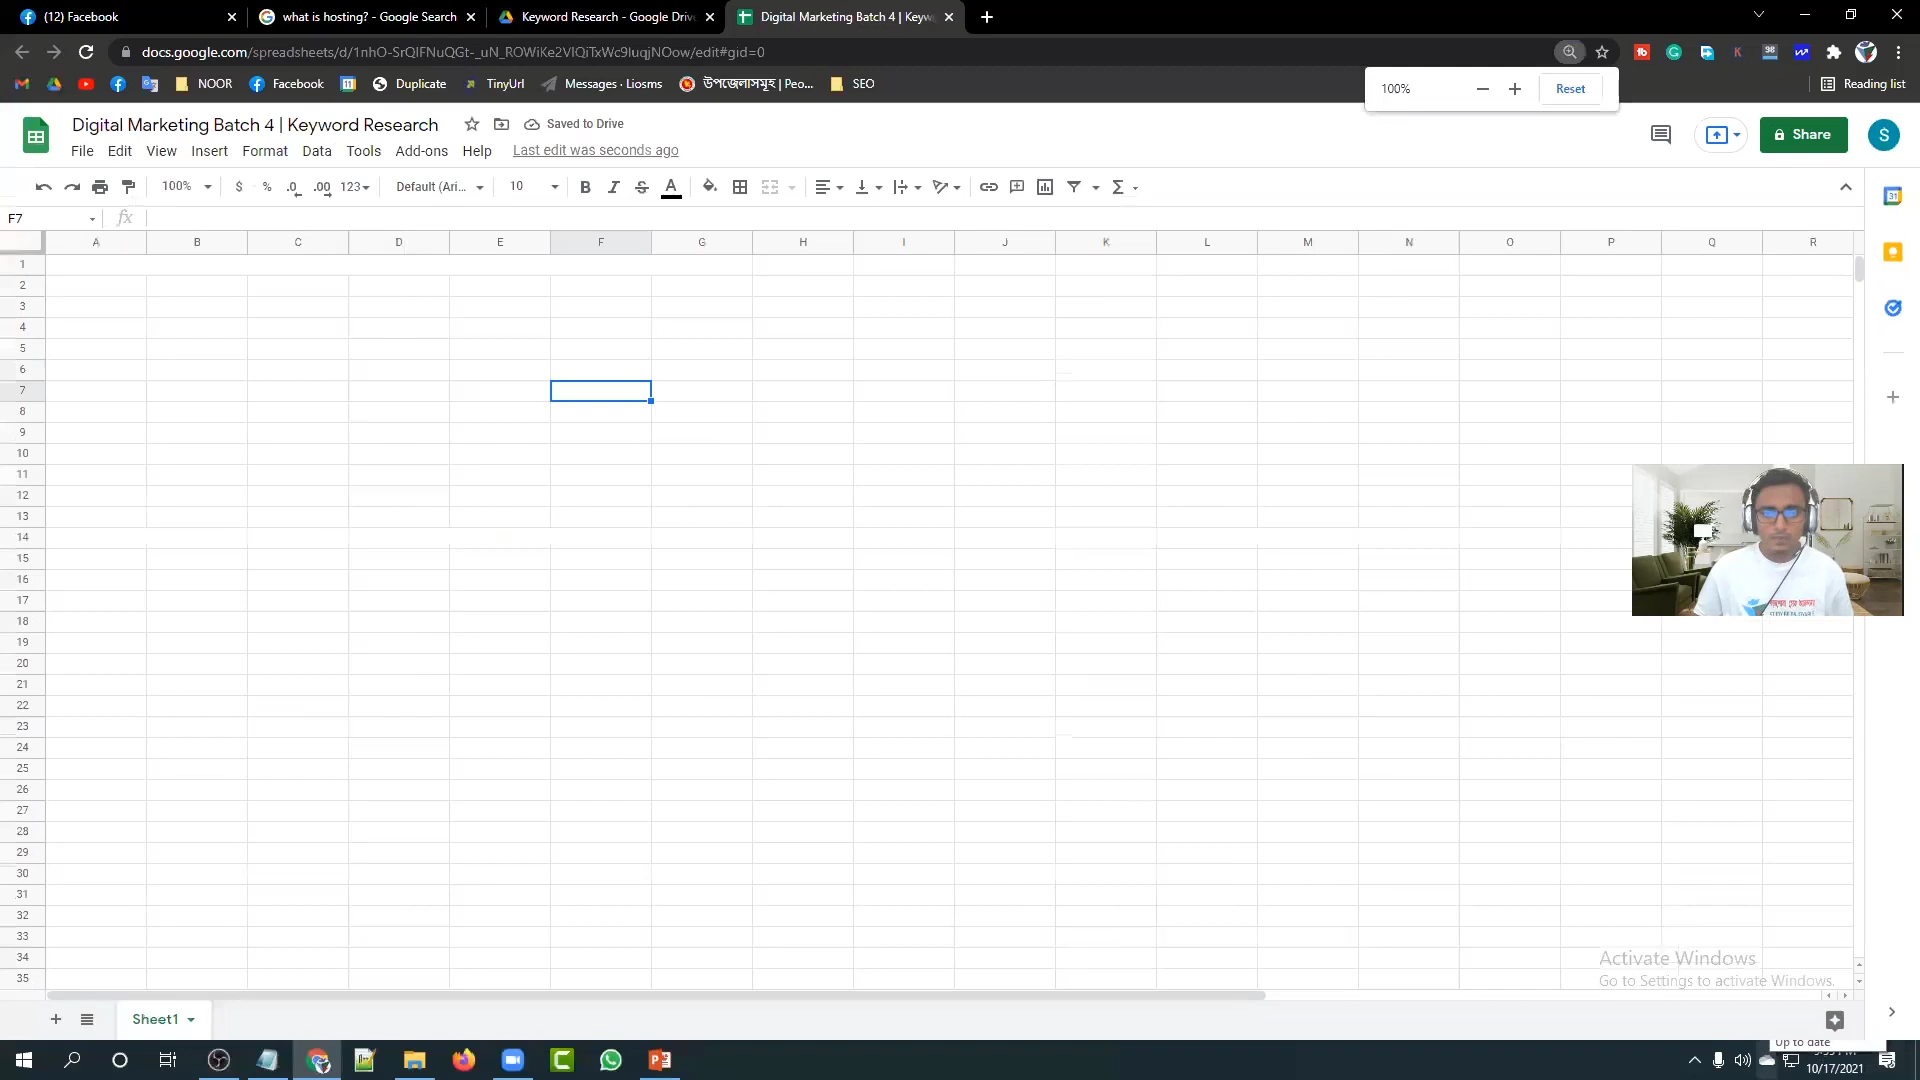 (12) Facebook
what is hosting? - Google Search
Keyword Research - Google Driv
Digital Marketing Batch 4 | Keyw
docs.google.com/spreadsheets/d/1nhO-SrQlFNuQGt-_uN_ROWiKe2VlQiTxWc9luqjNOow/edit#gid=0
NOOR
Facebook
Duplicate
TinyUrl
Messages · Liosms
উপজেলাসমূহ | Peo...
SEO
Reading list
100%
Reset
Digital Marketing Batch 4 | Keyword Research
Saved to Drive
Share
S
File Edit View Insert Format Data Tools Add-ons Help Last edit was seconds ago
100% $ % .0 .00 123 Default (Ari... 10 B I S A
F7
fx
A B C D E F G H I J K L M N O P Q R
1
2
3
4
5
6
7
8
9
10
11
12
13
14
15
16
17
18
19
20
21
22
23
24
25
26
27
28
29
30
31
32
33
34
35
Activate Windows
Go to Settings to activate Windows.
Sheet1
Up to date
10/17/2021